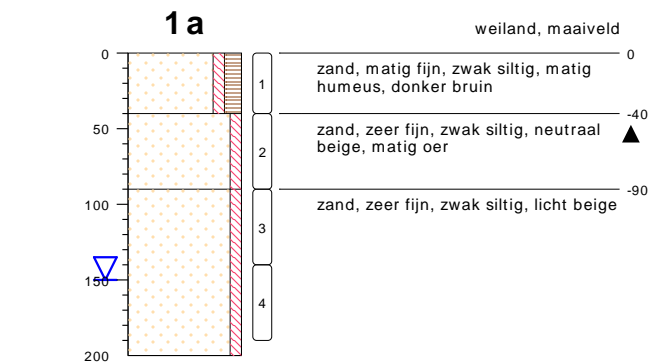 1a
weiland, maaiveld
0
0
zand, matig fijn, zwak siltig, matig
humeus, donker bruin
1
-40
50
zand, zeer fijn, zwak siltig, neutraal
beige, matig oer
2
-90
100
zand, zeer fijn, zwak siltig, licht beige
3
150
4
200